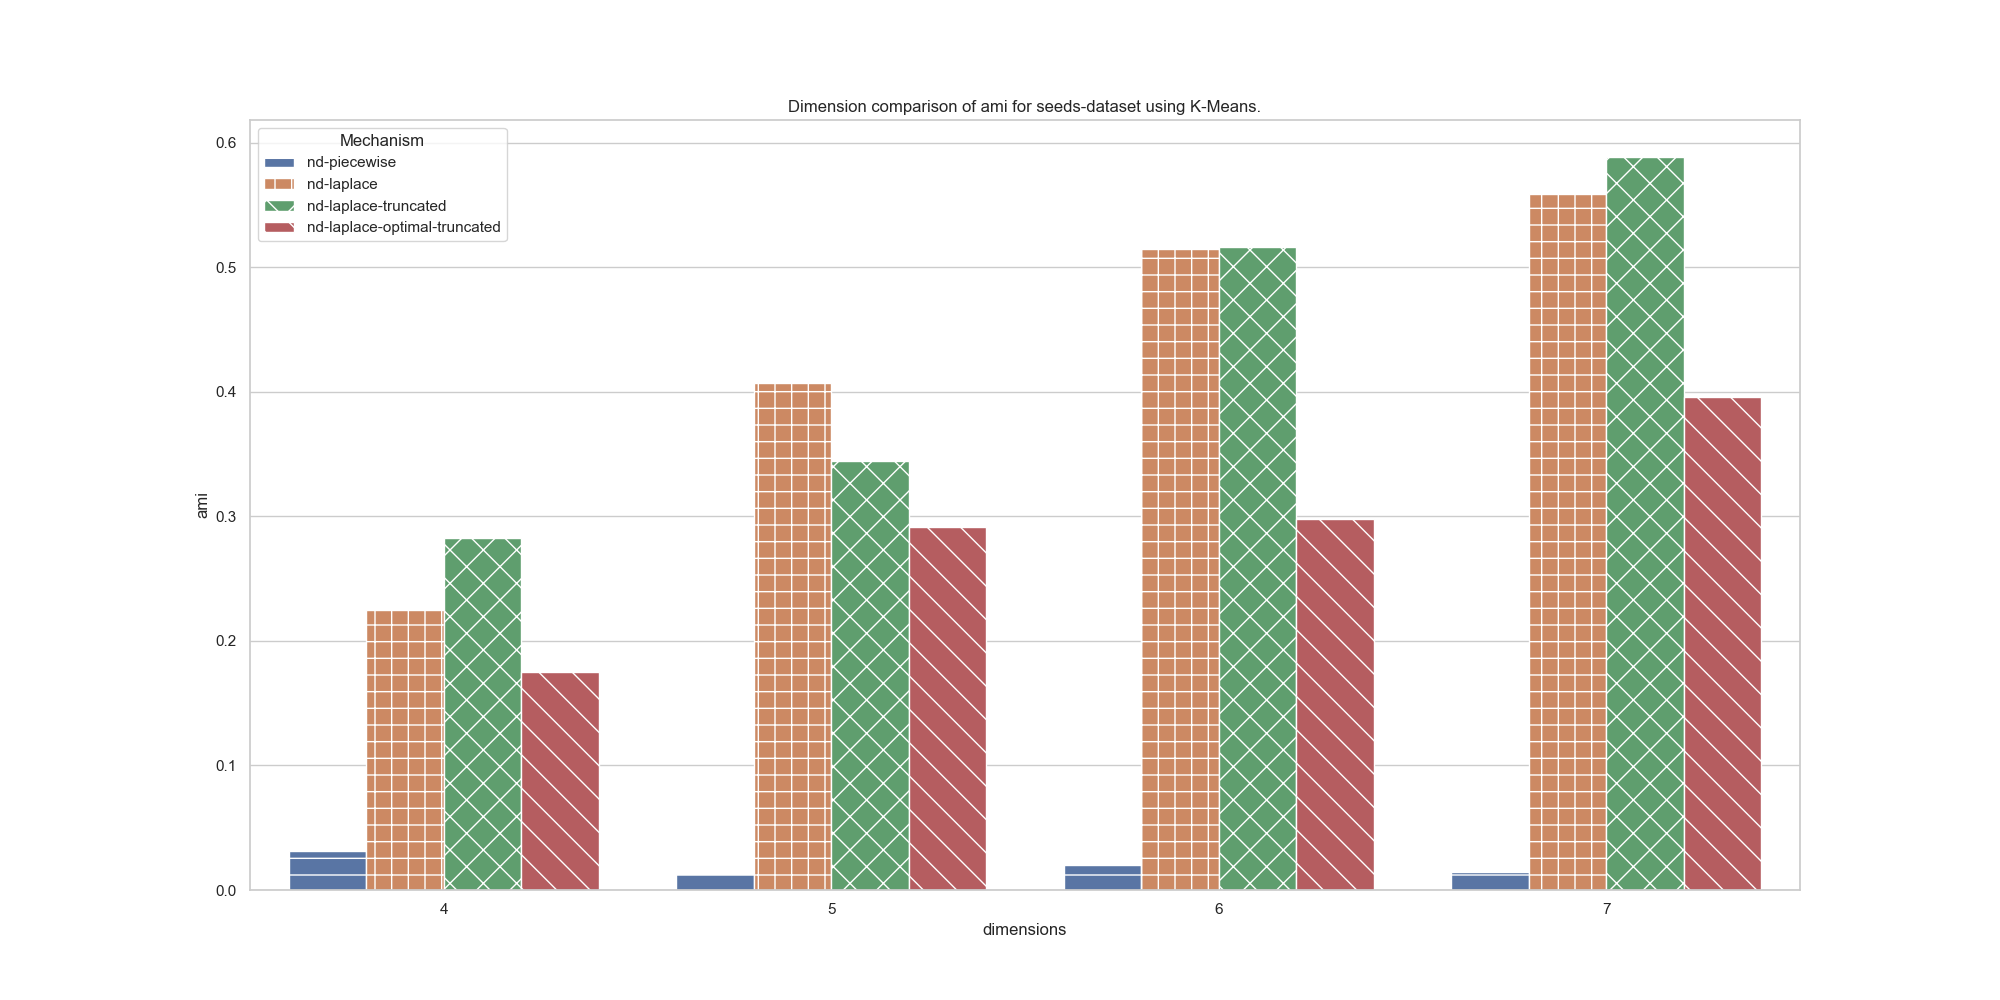 Dimension comparison of ami for seeds-dataset using K-Means.
Mechanism
nd-piecewise
nd-laplace
nd-laplace-truncated
nd-laplace-optimal-truncated
0.6
0.5
0.4
0.3
0.2
0.1
0.0
ami
4 5 6 7
dimensions